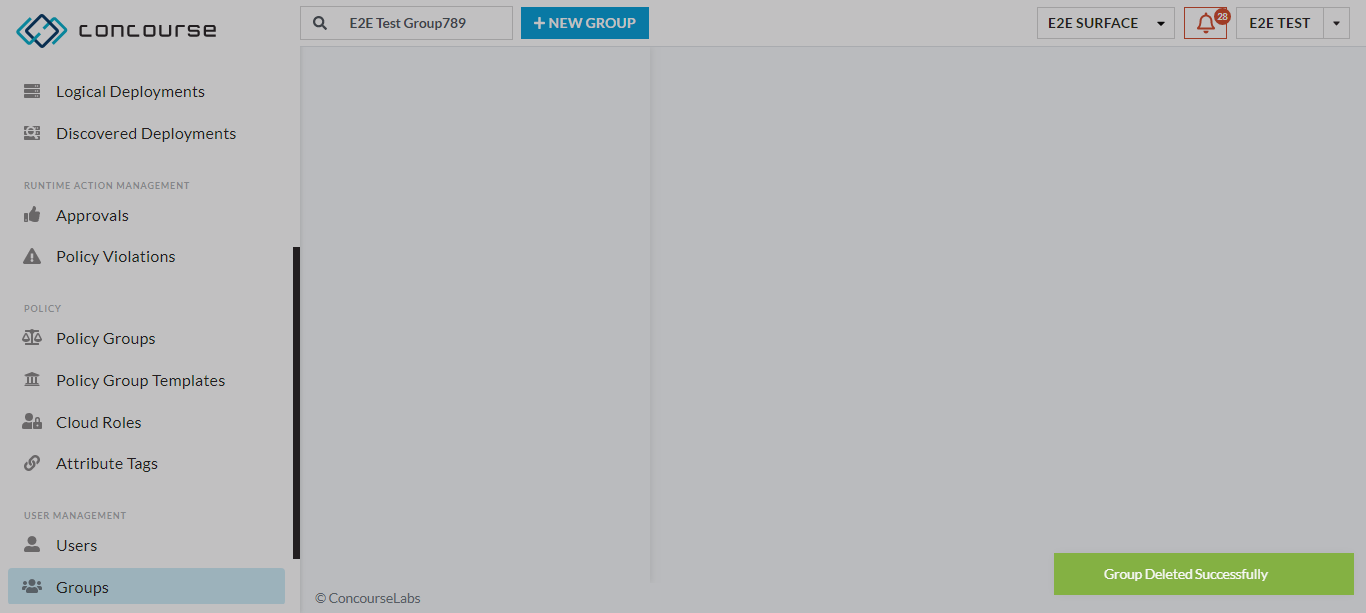 concourse
E2E Test Group789
NEW GROUP
E2E SURFACE
28
E2E TEST
Logical Deployments
Discovered Deployments
RUNTIME ACTION MANAGEMENT
Approvals
Policy Violations
POLICY
Policy Groups
Policy Group Templates
Cloud Roles
Attribute Tags
USER MANAGEMENT
Users
Groups
Group Deleted Successfully
© ConcourseLabs